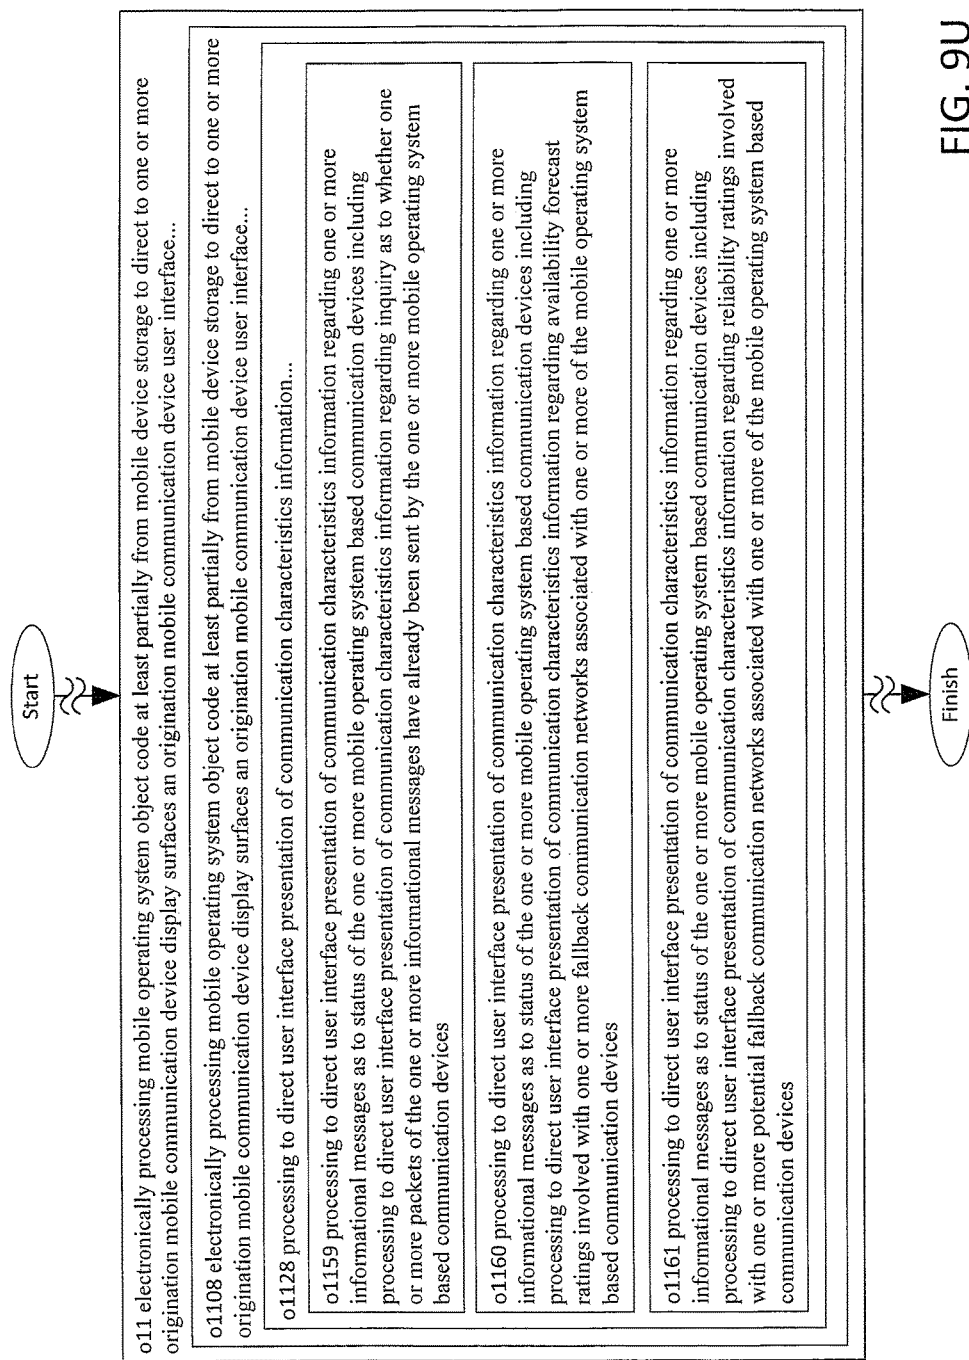 Start
o11 electronically processing mobile operating system object code at least partially from mobile device storage to direct to one or more
origination mobile communication device display surfaces an origination mobile communication device user interface...
o1108 electronically processing mobile operating system object code at least partially from mobile device storage to direct to one or more
origination mobile communication device display surfaces an origination mobile communication device user interface...
o1128 processing to direct user interface presentation of communication characteristics information...
o1159 processing to direct user interface presentation of communication characteristics information regarding one or more
informational messages as to status of the one or more mobile operating system based communication devices including
processing to direct user interface presentation of communication characteristics information regarding inquiry as to whether one
or more packets of the one or more informational messages have already been sent by the one or more mobile operating system
based communication devices
o1160 processing to direct user interface presentation of communication characteristics information regarding one or more
informational messages as to status of the one or more mobile operating system based communication devices including
processing to direct user interface presentation of communication characteristics information regarding availability forecast
ratings involved with one or more fallback communication networks associated with one or more of the mobile operating system
based communication devices
o1161 processing to direct user interface presentation of communication characteristics information regarding one or more
informational messages as to status of the one or more mobile operating system based communication devices including
processing to direct user interface presentation of communication characteristics information regarding reliability ratings involved
with one or more potential fallback communication networks associated with one or more of the mobile operating system based
communication devices
Finish
FIG. 9U